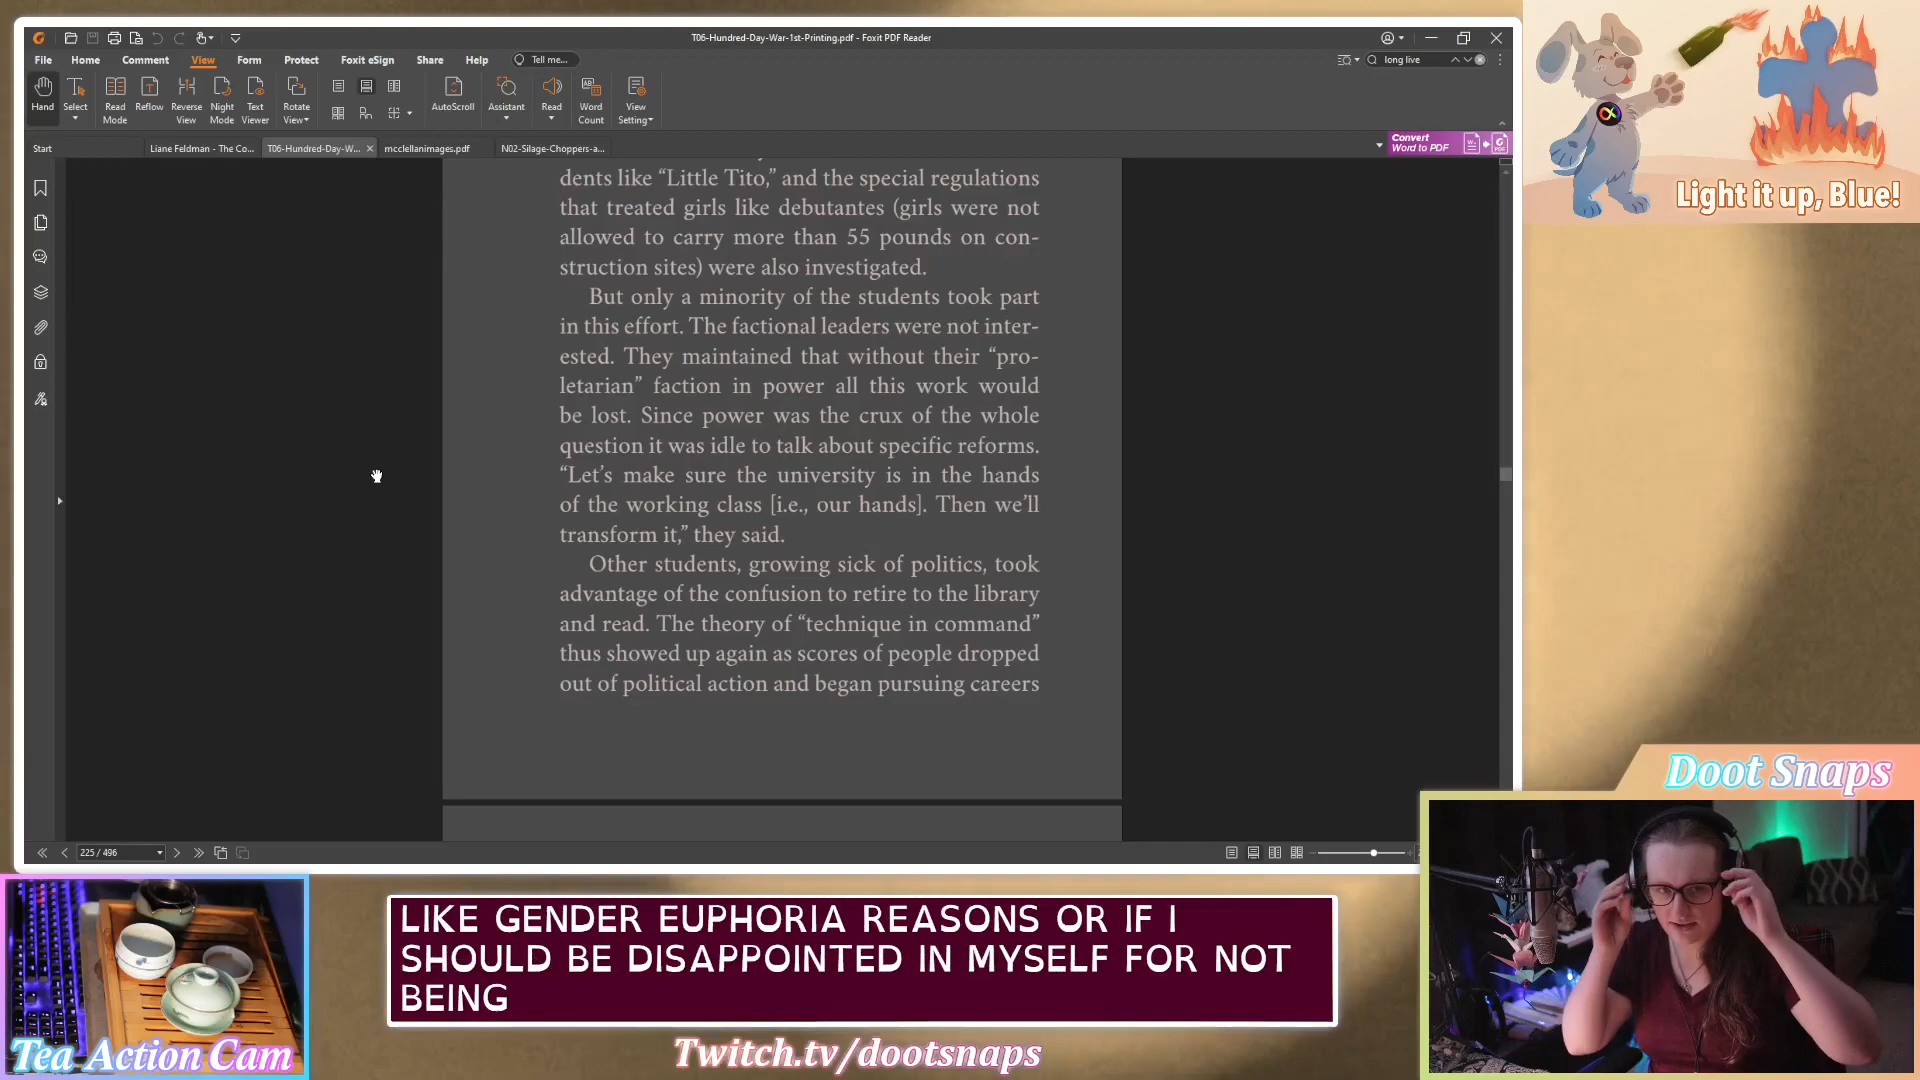 T06-Hundred-Day-War-1st-Printing.pdf - Foxit PDF Reader
File Home Comment View Form Protect Foxit eSign Share Help Tell me... long live
Hand Select Read Mode Reflow Reverse View Night Mode Text Viewer Rotate View AutoScroll Assistant Read Word Count View Setting
Start Liane Feldman - The Co... T06-Hundred-Day-W... mcclellanimages.pdf N02-Silage-Choppers-a...
Convert
Word to PDF
dents like “Little Tito,” and the special regulations
that treated girls like debutantes (girls were not
allowed to carry more than 55 pounds on con-
struction sites) were also investigated.
But only a minority of the students took part
in this effort. The factional leaders were not inter-
ested. They maintained that without their “pro-
letarian” faction in power all this work would
be lost. Since power was the crux of the whole
question it was idle to talk about specific reforms.
“Let’s make sure the university is in the hands
of the working class [i.e., our hands]. Then we’ll
transform it,” they said.
Other students, growing sick of politics, took
advantage of the confusion to retire to the library
and read. The theory of “technique in command”
thus showed up again as scores of people dropped
out of political action and began pursuing careers
225 / 496
Light it up, Blue!
Doot Snaps
Tea Action Cam
LIKE GENDER EUPHORIA REASONS OR IF I
SHOULD BE DISAPPOINTED IN MYSELF FOR NOT
BEING
Twitch.tv/dootsnaps